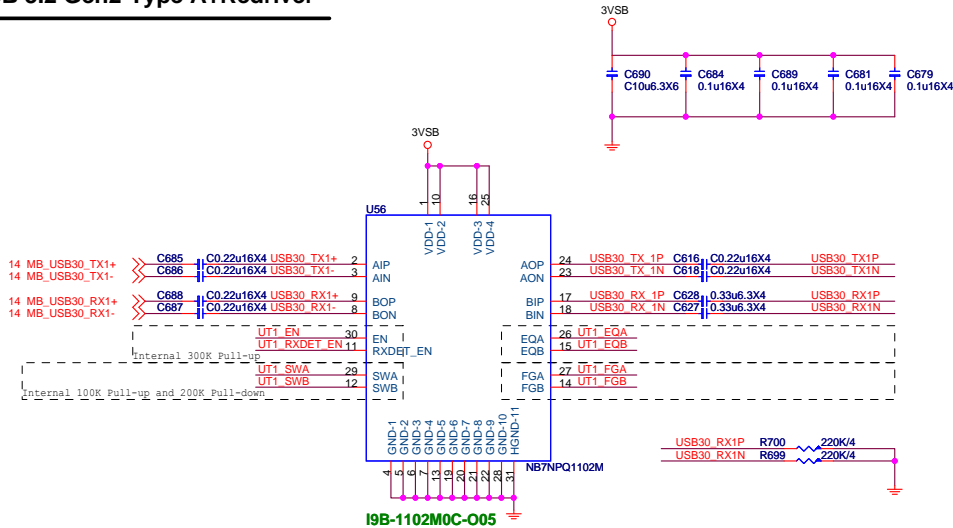 3VSB
C690
C10u6.3X6
C684
0.1u16X4
C689
0.1u16X4
C681
0.1u16X4
C679
0.1u16X4
3VSB
1
10
16
25
U56
VDD-1
VDD-2
VDD-3
VDD-4
14 MB_USB30_TX1+ C685 C0.22u16X4 USB30_TX1+ 2 AIP
14 MB_USB30_TX1- C686 C0.22u16X4 USB30_TX1- 3 AIN
14 MB_USB30_RX1+ C688 C0.22u16X4 USB30_RX1+ 9 BOP
14 MB_USB30_RX1- C687 C0.22u16X4 USB30_RX1- 8 BON
UT1_EN 30 EN
UT1_RXDET_EN 11 RXDET_EN
Internal 300K Pull-up
UT1_SWA 29 SWA
UT1_SWB 12 SWB
Internal 100K Pull-up and 200K Pull-down
AOP 24 USB30_TX_1P C616 C0.22u16X4 USB30_TX1P
AON 23 USB30_TX_1N C618 C0.22u16X4 USB30_TX1N
BIP 17 USB30_RX_1P C628 0.33u6.3X4 USB30_RX1P
BIN 18 USB30_RX_1N C627 0.33u6.3X4 USB30_RX1N
EQA 26 UT1_EQA
EQB 15 UT1_EQB
FGA 27 UT1_FGA
FGB 14 UT1_FGB
GND-1
GND-2
GND-3
GND-4
GND-5
GND-6
GND-7
GND-8
GND-9
GND-10
HGND-11
4
5
6
7
13
19
20
21
22
28
31
NB7NPQ1102M
I9B-1102M0C-O05
USB30_RX1P R700 220K/4
USB30_RX1N R699 220K/4